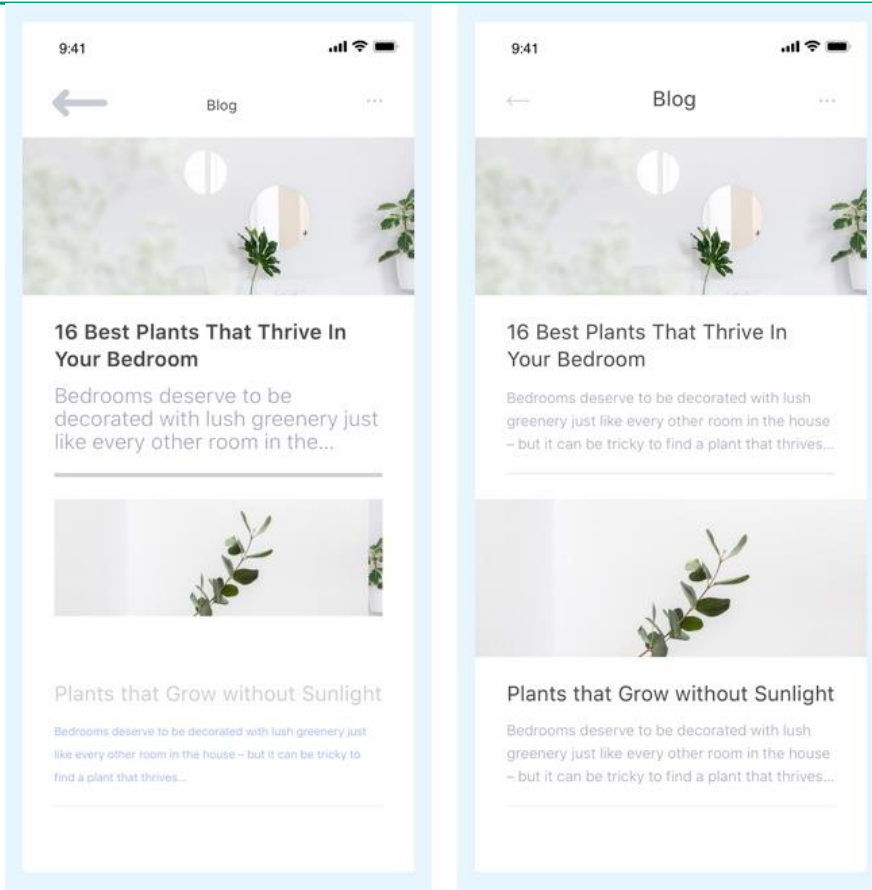 9:41
Blog
...
16 Best Plants That Thrive In
Your Bedroom
Bedrooms deserve to be
decorated with lush greenery just
like every other room in the...
Plants that Grow without Sunlight
Bedrooms deserve to be decorated with lush greenery just
like every other room in the house – but it can be tricky to
find a plant that thrives...
9:41
Blog
...
16 Best Plants That Thrive In
Your Bedroom
Bedrooms deserve to be decorated with lush
greenery just like every other room in the house
– but it can be tricky to find a plant that thrives...
Plants that Grow without Sunlight
Bedrooms deserve to be decorated with lush
greenery just like every other room in the house
– but it can be tricky to find a plant that thrives...